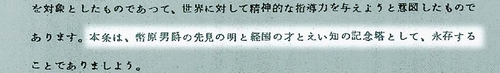 を対象としたものであつて、世界に対して精神的な指導力を与えようと意図したもので
あります。本条は、幣原男爵の先見の明と経国の才とえい知の記念塔として、永存する
ことでありましよう。